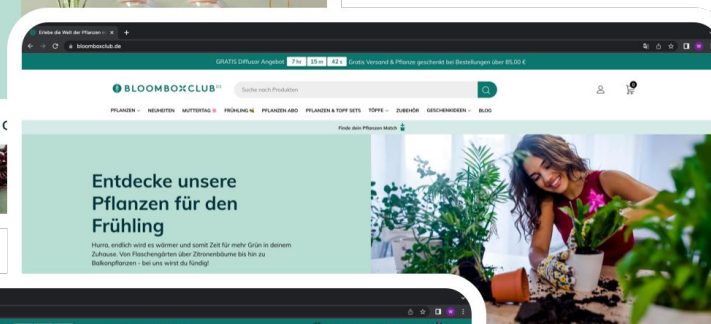 Erlebe die Welt der Pflanzen m
bloomboxclub.de
GRATIS Diffusor Angebot 7 hr 15 m 42 s Gratis Versand & Pflanze geschenkt bei Bestellungen über 85,00 €
BLOOMBOXCLUB DE
Suche nach Produkten
0
PFLANZEN NEUHEITEN MUTTERTAG FRÜHLING PFLANZEN ABO PFLANZEN & TOPF SETS TÖPFE ZUBEHÖR GESCHENKIDEEN BLOG
Finde dein Pflanzen Match
Entdecke unsere
Pflanzen für den
Frühling
Hurra, endlich wird es wärmer und somit Zeit für mehr Grün in deinem
Zuhause. Von Flaschengärten über Zitronenbäume bis hin zu
Balkonpflanzen - bei uns wirst du fündig!